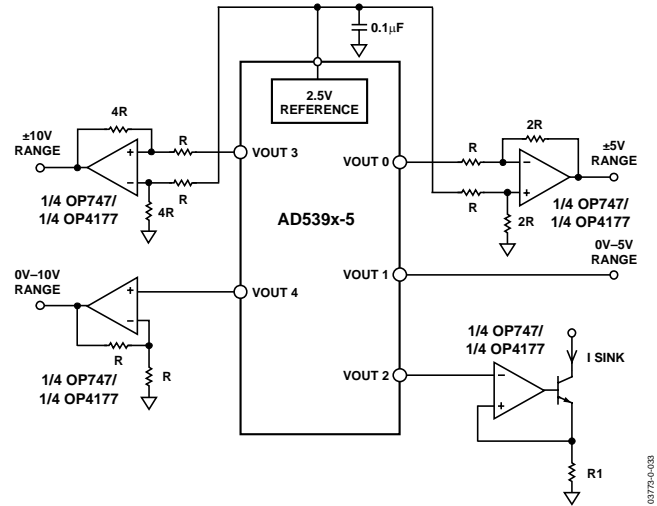 0.1µF
2.5V
REFERENCE
4R
±10V
RANGE
+
–
R
R
4R
1/4 OP747/
1/4 OP4177
VOUT 3
VOUT 0
AD539x-5
R
2R
–
+
R
2R
±5V
RANGE
1/4 OP747/
1/4 OP4177
VOUT 1
0V–5V
RANGE
0V–10V
RANGE
+
–
R
R
1/4 OP747/
1/4 OP4177
VOUT 4
VOUT 2
1/4 OP747/
1/4 OP4177
–
+
I SINK
R1
03773-0-033